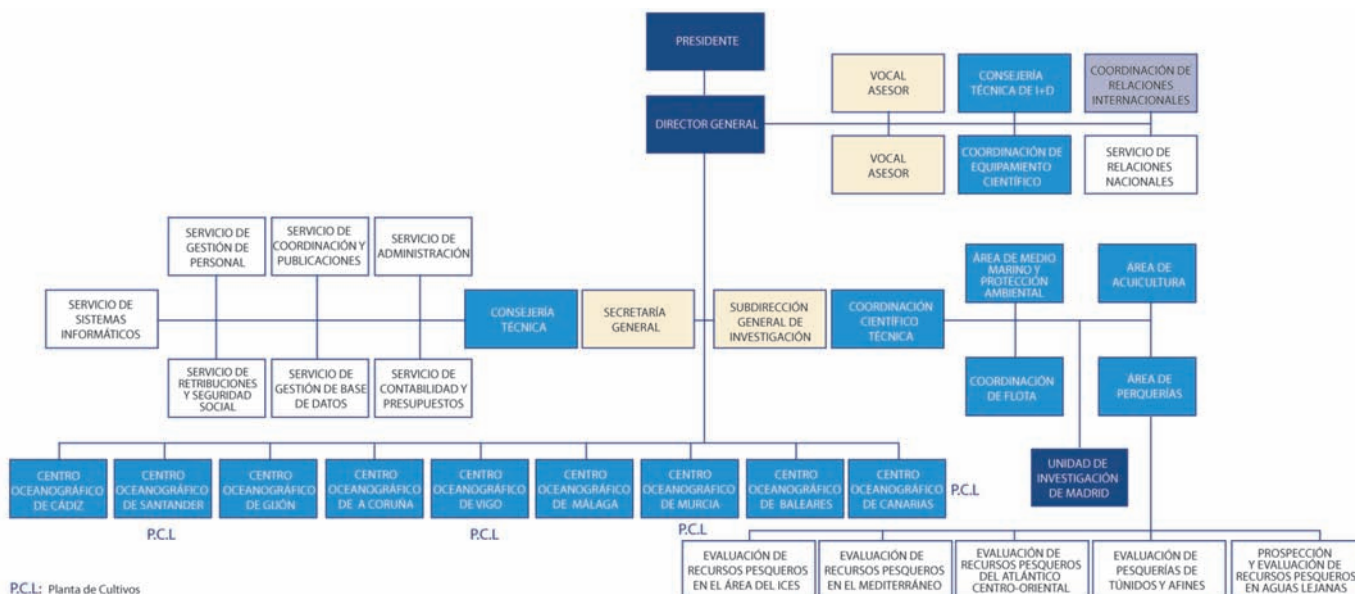 PRESIDENTE
DIRECTOR GENERAL
VOCAL
ASESOR
CONSEJERÍA
TÉCNICA DE I+D
COORDINACIÓN DE
RELACIONES
INTERNACIONALES
VOCAL
ASESOR
COORDINACIÓN DE
EQUIPAMIENTO
CIENTÍFICO
SERVICIO DE
RELACIONES
NACIONALES
SERVICIO DE
GESTIÓN DE
PERSONAL
SERVICIO DE
COORDINACIÓN Y
PUBLICACIONES
SERVICIO DE
ADMINISTRACIÓN
SERVICIO DE
SISTEMAS
INFORMÁTICOS
CONSEJERÍA
TÉCNICA
SECRETARÍA
GENERAL
SUBDIRECCIÓN
GENERAL DE
INVESTIGACIÓN
COORDINACIÓN
CIENTÍFICO
TÉCNICA
ÁREA DE MEDIO
MARINO Y
PROTECCIÓN
AMBIENTAL
ÁREA DE
ACUICULTURA
SERVICIO DE
RETRIBUCIONES
Y SEGURIDAD
SOCIAL
SERVICIO DE
GESTIÓN DE BASE
DE DATOS
SERVICIO DE
CONTABILIDAD Y
PRESUPUESTOS
COORDINACIÓN
DE FLOTA
ÁREA DE
PERQUERÍAS
CENTRO
OCEANOGRÁFICO
DE CÁDIZ
CENTRO
OCEANOGRÁFICO
DE SANTANDER
P.C.L
CENTRO
OCEANOGRÁFICO
DE GIJÓN
CENTRO
OCEANOGRÁFICO
DE A CORUÑA
CENTRO
OCEANOGRÁFICO
DE VIGO
P.C.L
CENTRO
OCEANOGRÁFICO
DE MÁLAGA
CENTRO
OCEANOGRÁFICO
DE MURCIA
P.C.L
CENTRO
OCEANOGRÁFICO
DE BALEARES
CENTRO
OCEANOGRÁFICO
DE CANARIAS
P.C.L
UNIDAD DE
INVESTIGACIÓN
DE MADRID
EVALUACIÓN DE
RECURSOS PESQUEROS
EN EL ÁREA DEL ICES
EVALUACIÓN DE
RECURSOS PESQUEROS
EN EL MEDITERRÁNEO
EVALUACIÓN DE
RECURSOS PESQUEROS
DEL ATLÁNTICO
CENTRO-ORIENTAL
EVALUACIÓN DE
PESQUERÍAS DE
TÚNIDOS Y AFINES
PROSPECCIÓN
Y EVALUACIÓN DE
RECURSOS PESQUEROS
EN AGUAS LEJANAS
P.C.L: Planta de Cultivos